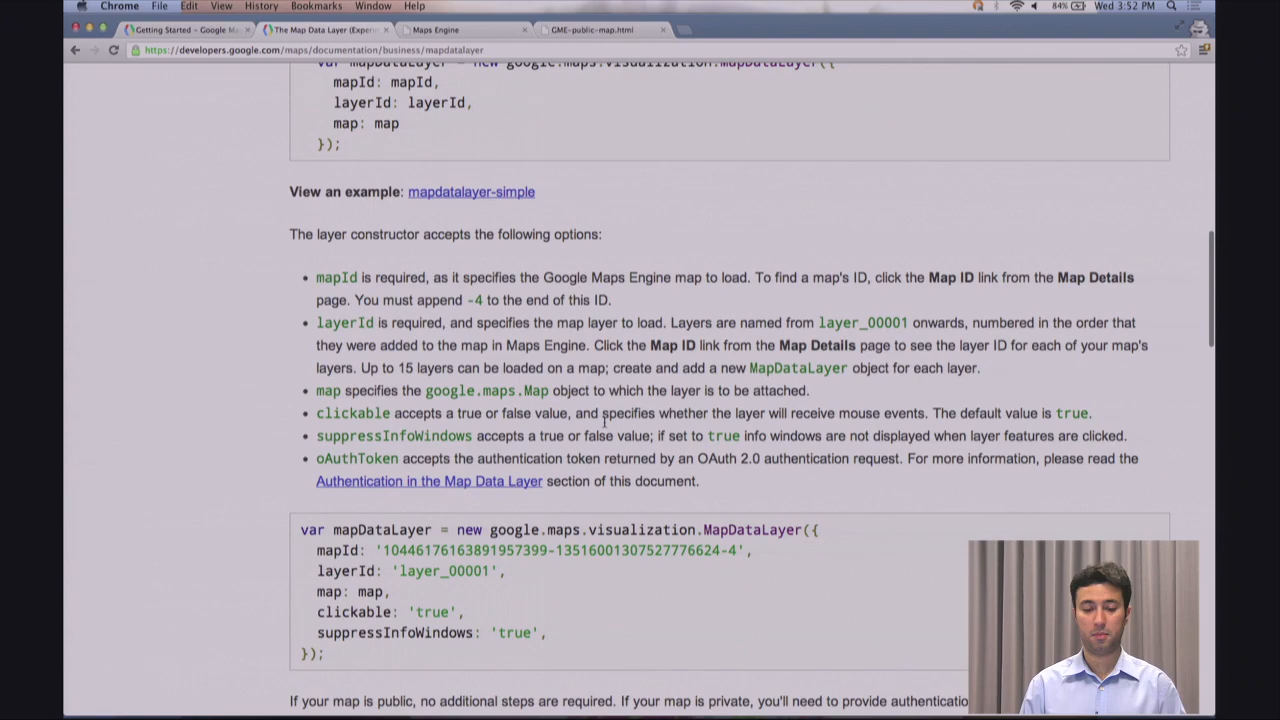 Chrome File Edit View History Bookmarks Window Help 84% Wed 3:52 PM
Getting Started - Google Ma The Map Data Layer (Exper Maps Engine GME-public-map.html
https://developers.google.com/maps/documentation/business/mapdatalayer
var mapDataLayer = new google.maps.visualization.MapDataLayer({
mapId: mapId,
layerId: layerId,
map: map
});
View an example: mapdatalayer-simple
The layer constructor accepts the following options:
• mapId is required, as it specifies the Google Maps Engine map to load. To find a map's ID, click the Map ID link from the Map Details
page. You must append -4 to the end of this ID.
• layerId is required, and specifies the map layer to load. Layers are named from layer_00001 onwards, numbered in the order that
they were added to the map in Maps Engine. Click the Map ID link from the Map Details page to see the layer ID for each of your map's
layers. Up to 15 layers can be loaded on a map; create and add a new MapDataLayer object for each layer.
• map specifies the google.maps.Map object to which the layer is to be attached.
• clickable accepts a true or false value, and specifies whether the layer will receive mouse events. The default value is true.
• suppressInfoWindows accepts a true or false value; if set to true info windows are not displayed when layer features are clicked.
• oAuthToken accepts the authentication token returned by an OAuth 2.0 authentication request. For more information, please read the
Authentication in the Map Data Layer section of this document.
var mapDataLayer = new google.maps.visualization.MapDataLayer({
mapId: '10446176163891957399-13516001307527776624-4',
layerId: 'layer_00001',
map: map,
clickable: 'true',
suppressInfoWindows: 'true',
});
If your map is public, no additional steps are required. If your map is private, you'll need to provide authenticatio